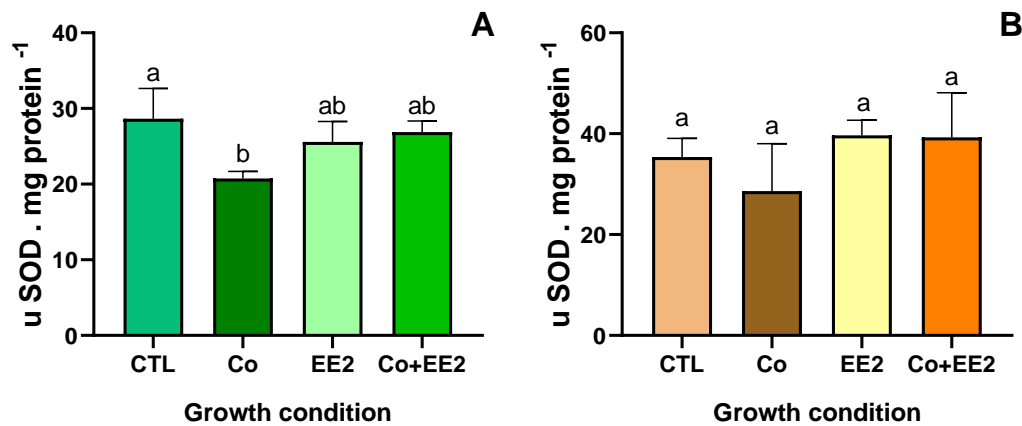 A
u SOD . mg protein -1
40
30
20
10
0
a
b
ab
ab
CTL
Co
EE2
Co+EE2
Growth condition
B
u SOD . mg protein -1
60
40
20
0
a
a
a
a
CTL
Co
EE2
Co+EE2
Growth condition